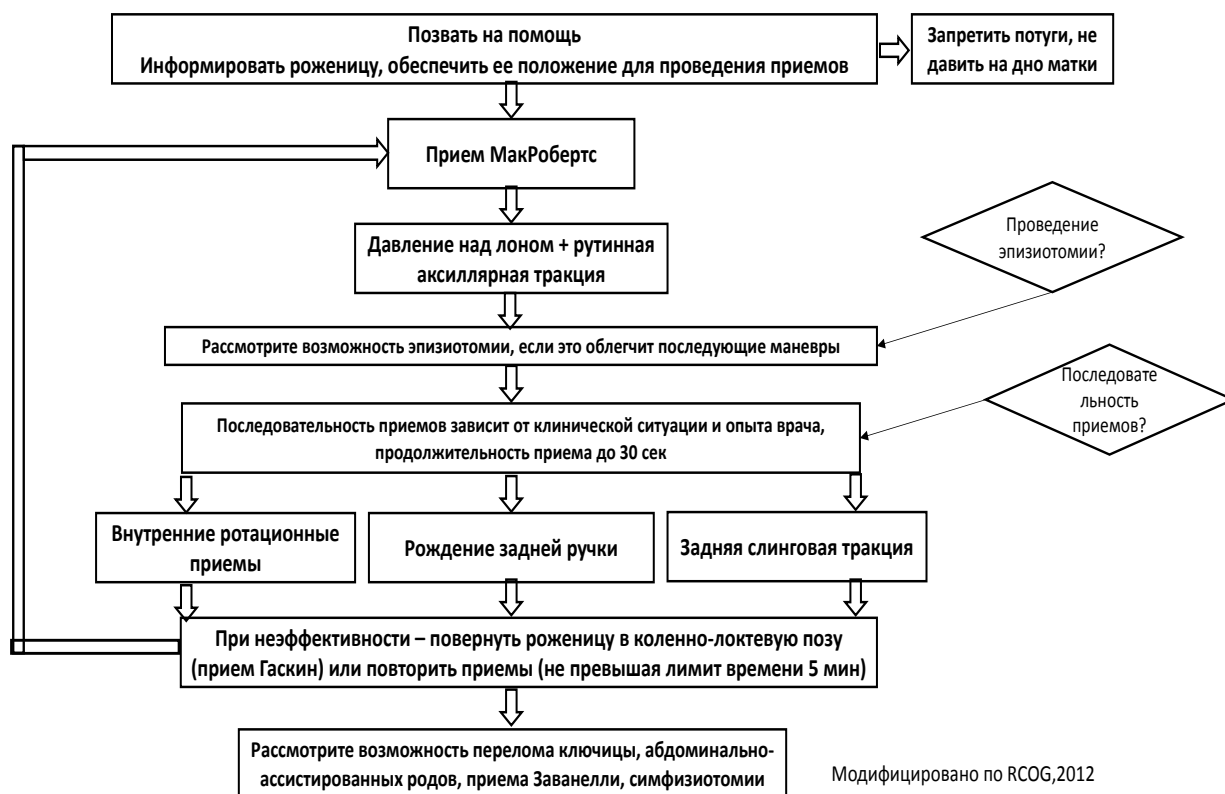 Позвать на помощь
Информировать роженицу, обеспечить ее положение для проведения приемов
Запретить потуги, не
давить на дно матки
Прием МакРобертс
Давление над лоном + рутинная
аксиллярная тракция
Проведение
эпизиотомии?
Рассмотрите возможность эпизиотомии, если это облегчит последующие маневры
Последовате
льность
приемов?
Последовательность приемов зависит от клинической ситуации и опыта врача,
продолжительность приема до 30 сек
Внутренние ротационные
приемы
Рождение задней ручки
Задняя слинговая тракция
При неэффективности – повернуть роженицу в коленно-локтевую позу
(прием Гаскин) или повторить приемы (не превышая лимит времени 5 мин)
Рассмотрите возможность перелома ключицы, абдоминально-
ассистированных родов, приема Заванелли, симфизиотомии
Модифицировано по RCOG,2012